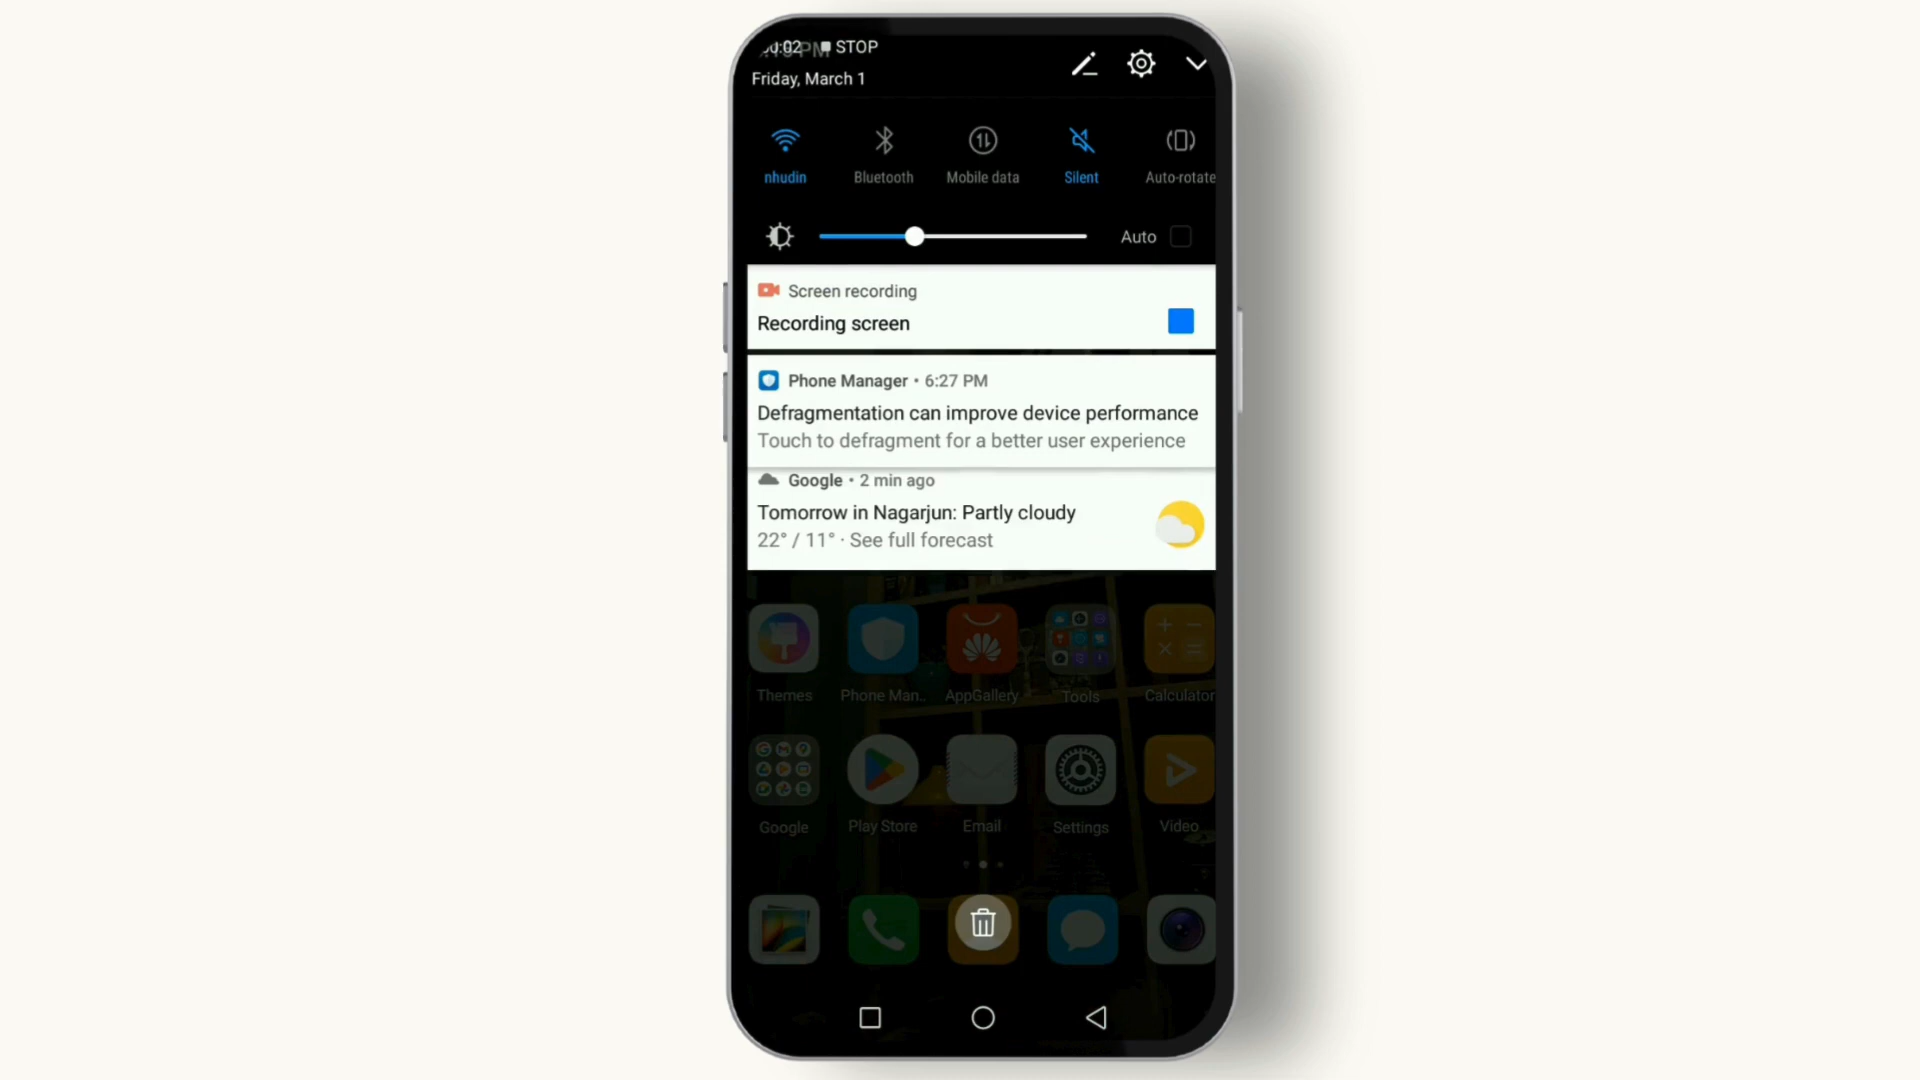 STOP
Friday, March 1
nhudin
Bluetooth
Mobile data
Silent
Auto-rotate
Auto
Screen recording
Recording screen
Phone Manager • 6:27 PM
Defragmentation can improve device performance
Touch to defragment for a better user experience
Google • 2 min ago
Tomorrow in Nagarjun: Partly cloudy
22° / 11° · See full forecast
Themes
Phone Man..
AppGallery
Tools
Calculator
Google
Play Store
Email
Settings
Video